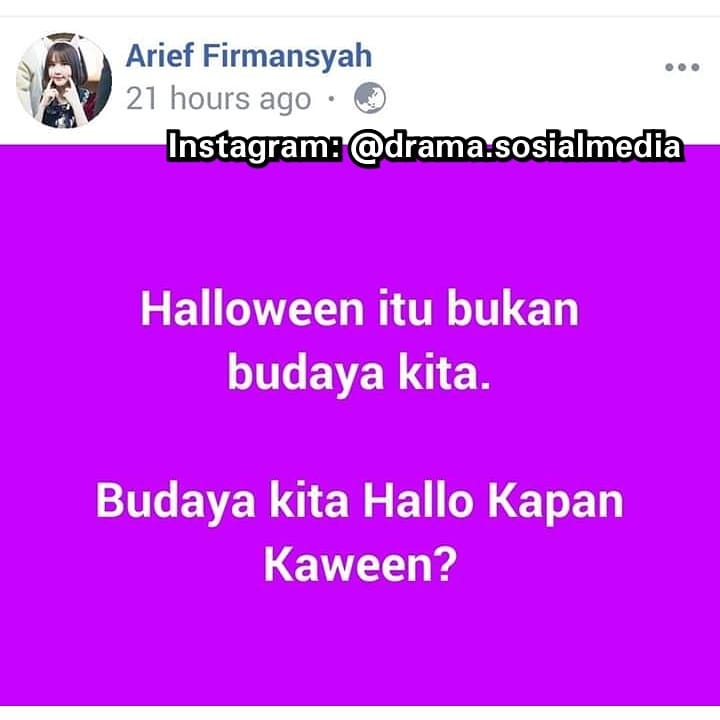 Arief Firmansyah
21 hours ago ·
Instagram: @drama.sosialmedia
Halloween itu bukan
budaya kita.
Budaya kita Hallo Kapan
Kaween?